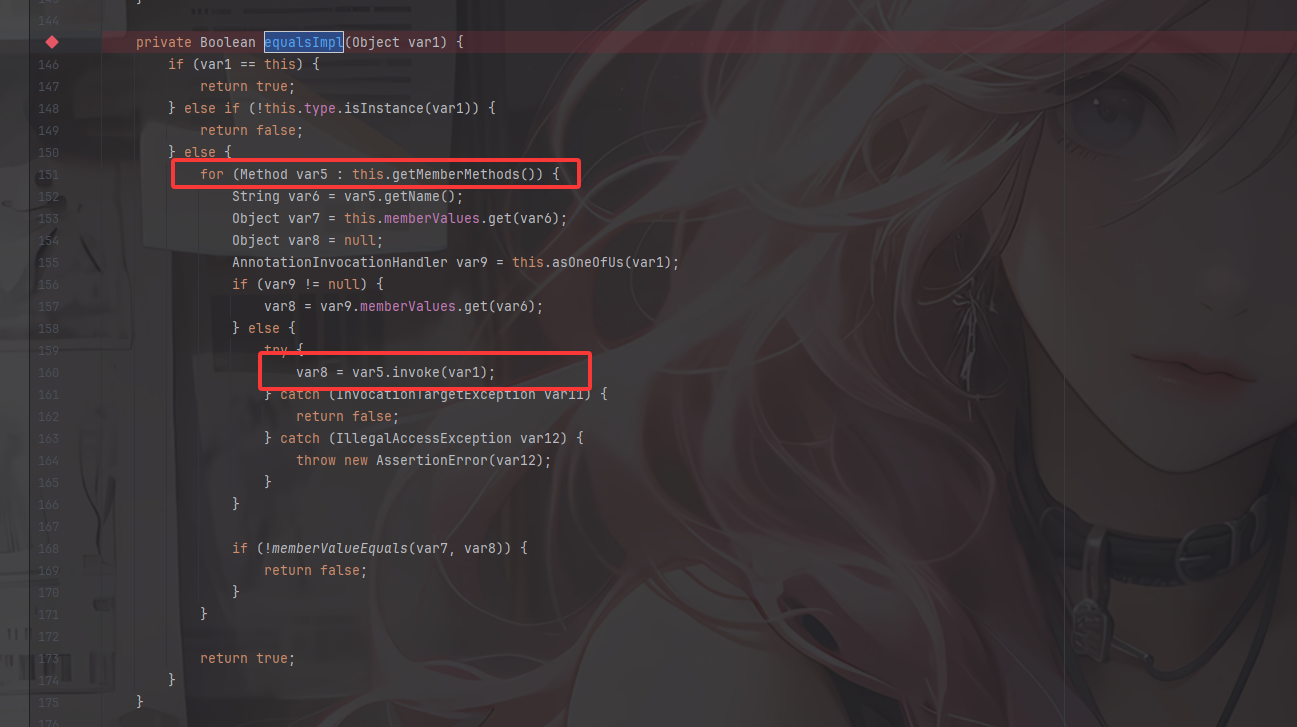 144
private Boolean equalsImpl(Object var1) {
146 if (var1 == this) {
147 return true;
148 } else if (!this.type.isInstance(var1)) {
149 return false;
150 } else {
151 for (Method var5 : this.getMemberMethods()) {
152 String var6 = var5.getName();
153 Object var7 = this.memberValues.get(var6);
154 Object var8 = null;
155 AnnotationInvocationHandler var9 = this.asOneOfUs(var1);
156 if (var9 != null) {
157 var8 = var9.memberValues.get(var6);
158 } else {
159 try {
160 var8 = var5.invoke(var1);
161 } catch (InvocationTargetException var11) {
162 return false;
163 } catch (IllegalAccessException var12) {
164 throw new AssertionError(var12);
165 }
166 }
167
168 if (!memberValueEquals(var7, var8)) {
169 return false;
170 }
171 }
172
173 return true;
174 }
175 }
176